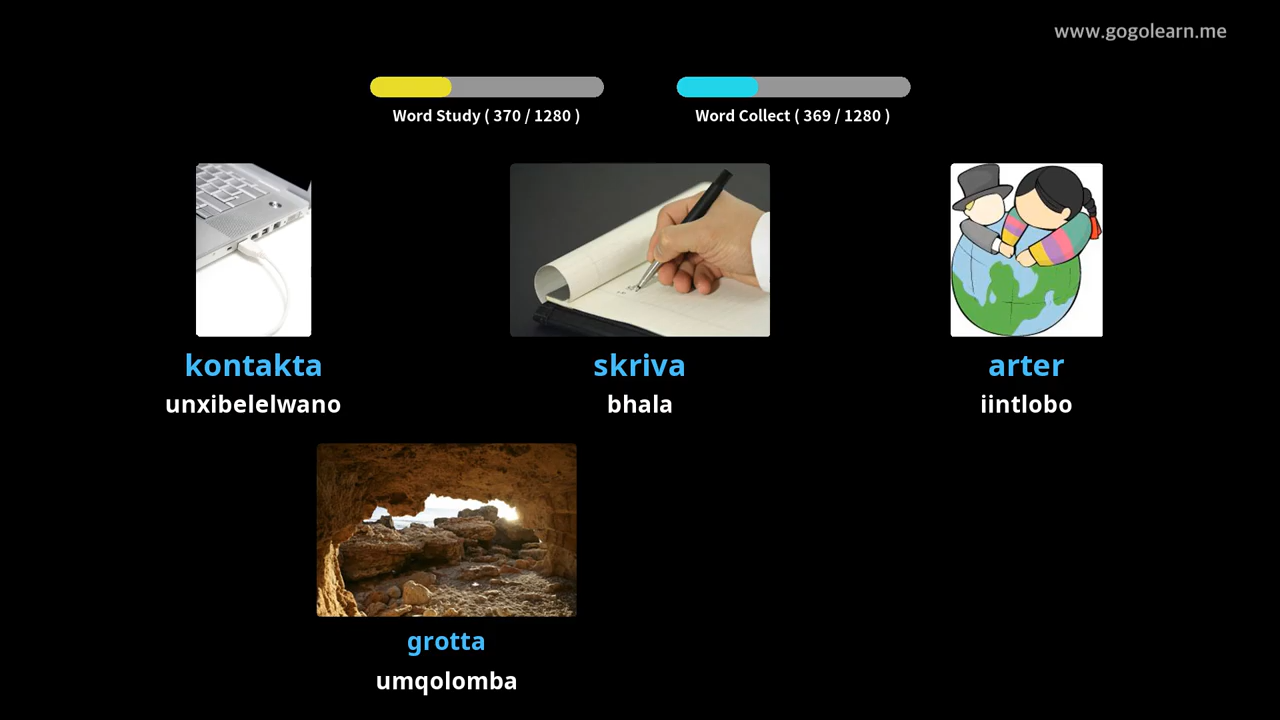 www.gogolearn.me
Word Study ( 370 / 1280 )
Word Collect ( 369 / 1280 )
kontakta
unxibelelwano
skriva
bhala
arter
iintlobo
grotta
umqolomba